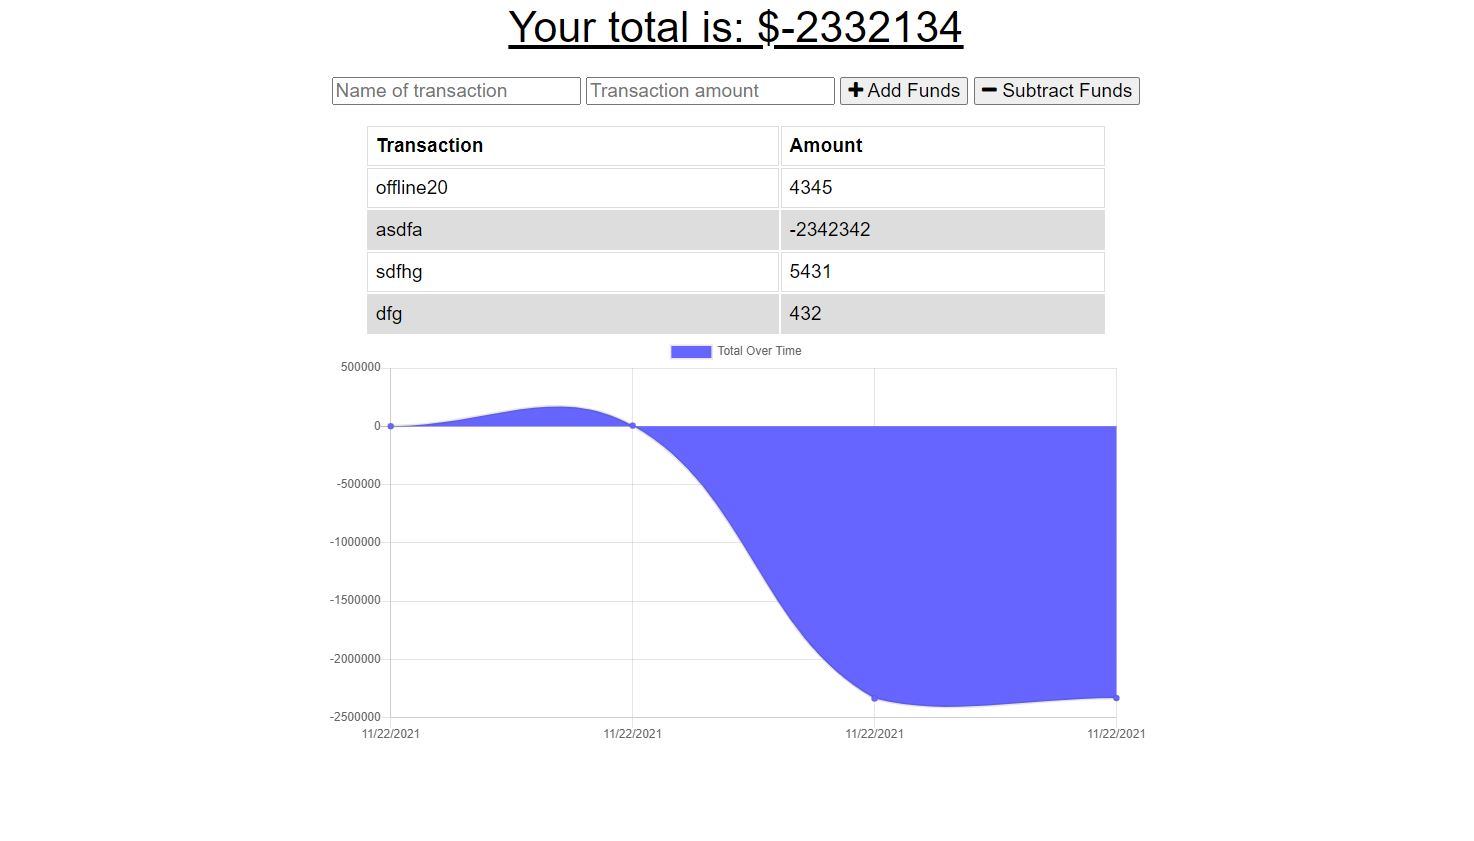 Your total is: $-2332134
Name of transaction Transaction amount Add Funds Subtract Funds
Transaction Amount
offline20 4345
asdfa -2342342
sdfhg 5431
dfg 432
Total Over Time
500000
0
-500000
-1000000
-1500000
-2000000
-2500000
11/22/2021 11/22/2021 11/22/2021 11/22/2021